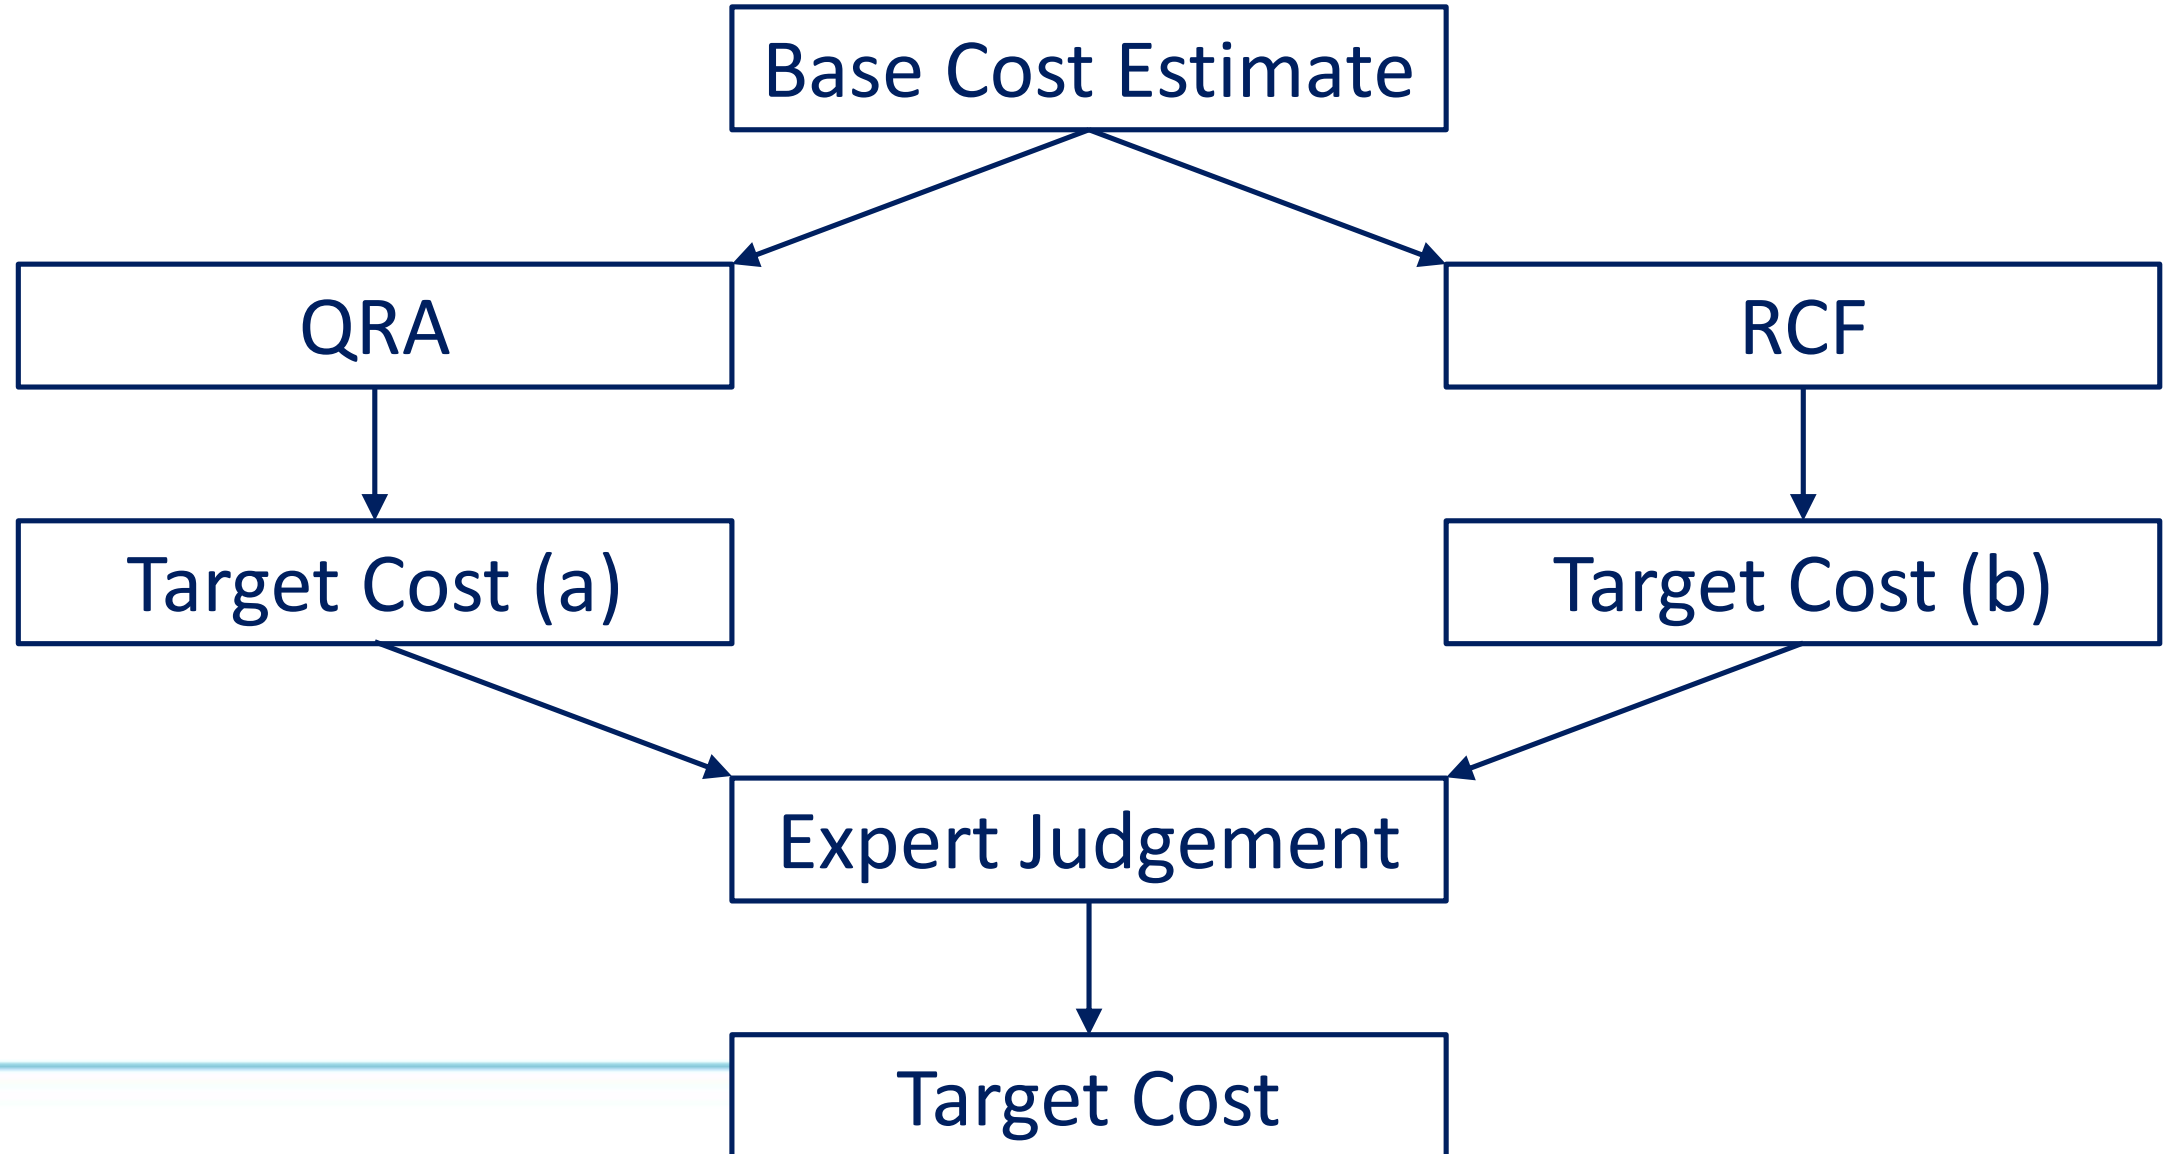 Base Cost Estimate
QRA
RCF
Target Cost (a)
Target Cost (b)
Expert Judgement
Target Cost